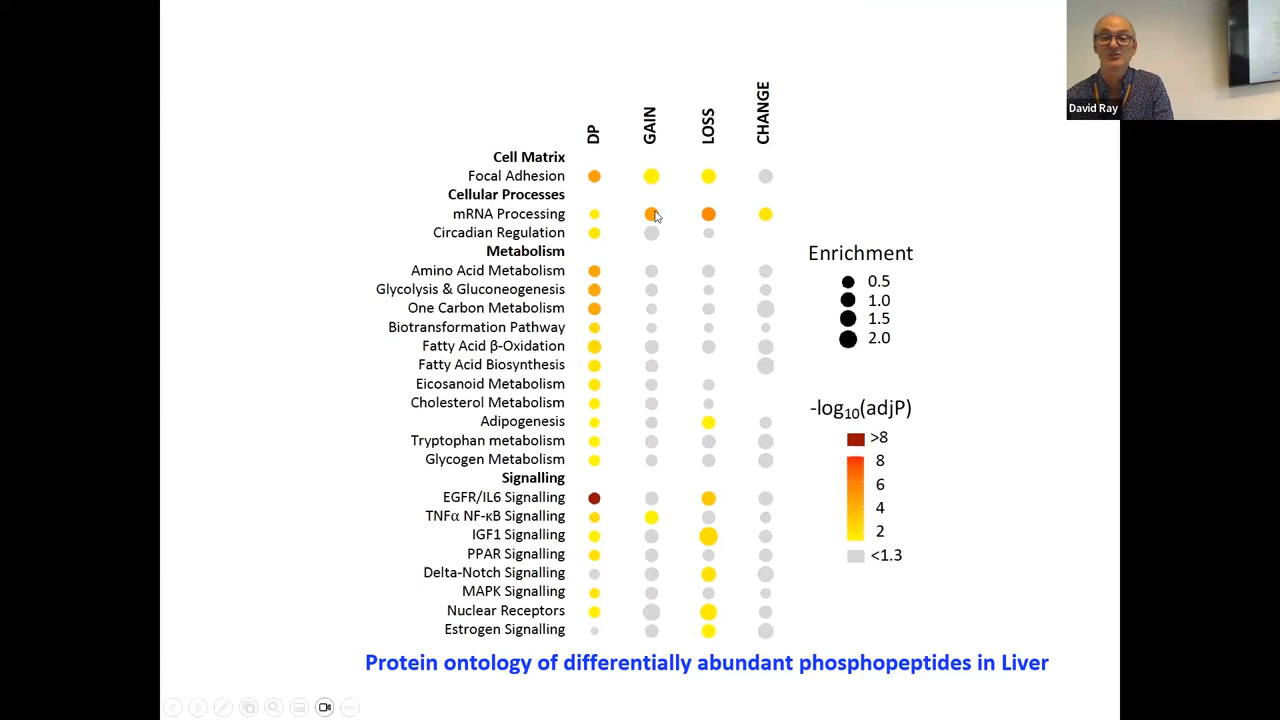 David Ray
DP GAIN LOSS CHANGE
Cell Matrix
Focal Adhesion
Cellular Processes
mRNA Processing
Circadian Regulation
Metabolism
Amino Acid Metabolism
Glycolysis & Gluconeogenesis
One Carbon Metabolism
Biotransformation Pathway
Fatty Acid β-Oxidation
Fatty Acid Biosynthesis
Eicosanoid Metabolism
Cholesterol Metabolism
Adipogenesis
Tryptophan metabolism
Glycogen Metabolism
Signalling
EGFR/IL6 Signalling
TNFα NF-κB Signalling
IGF1 Signalling
PPAR Signalling
Delta-Notch Signalling
MAPK Signalling
Nuclear Receptors
Estrogen Signalling
Enrichment
0.5
1.0
1.5
2.0
-log10(adjP)
>8
8
6
4
2
<1.3
Protein ontology of differentially abundant phosphopeptides in Liver